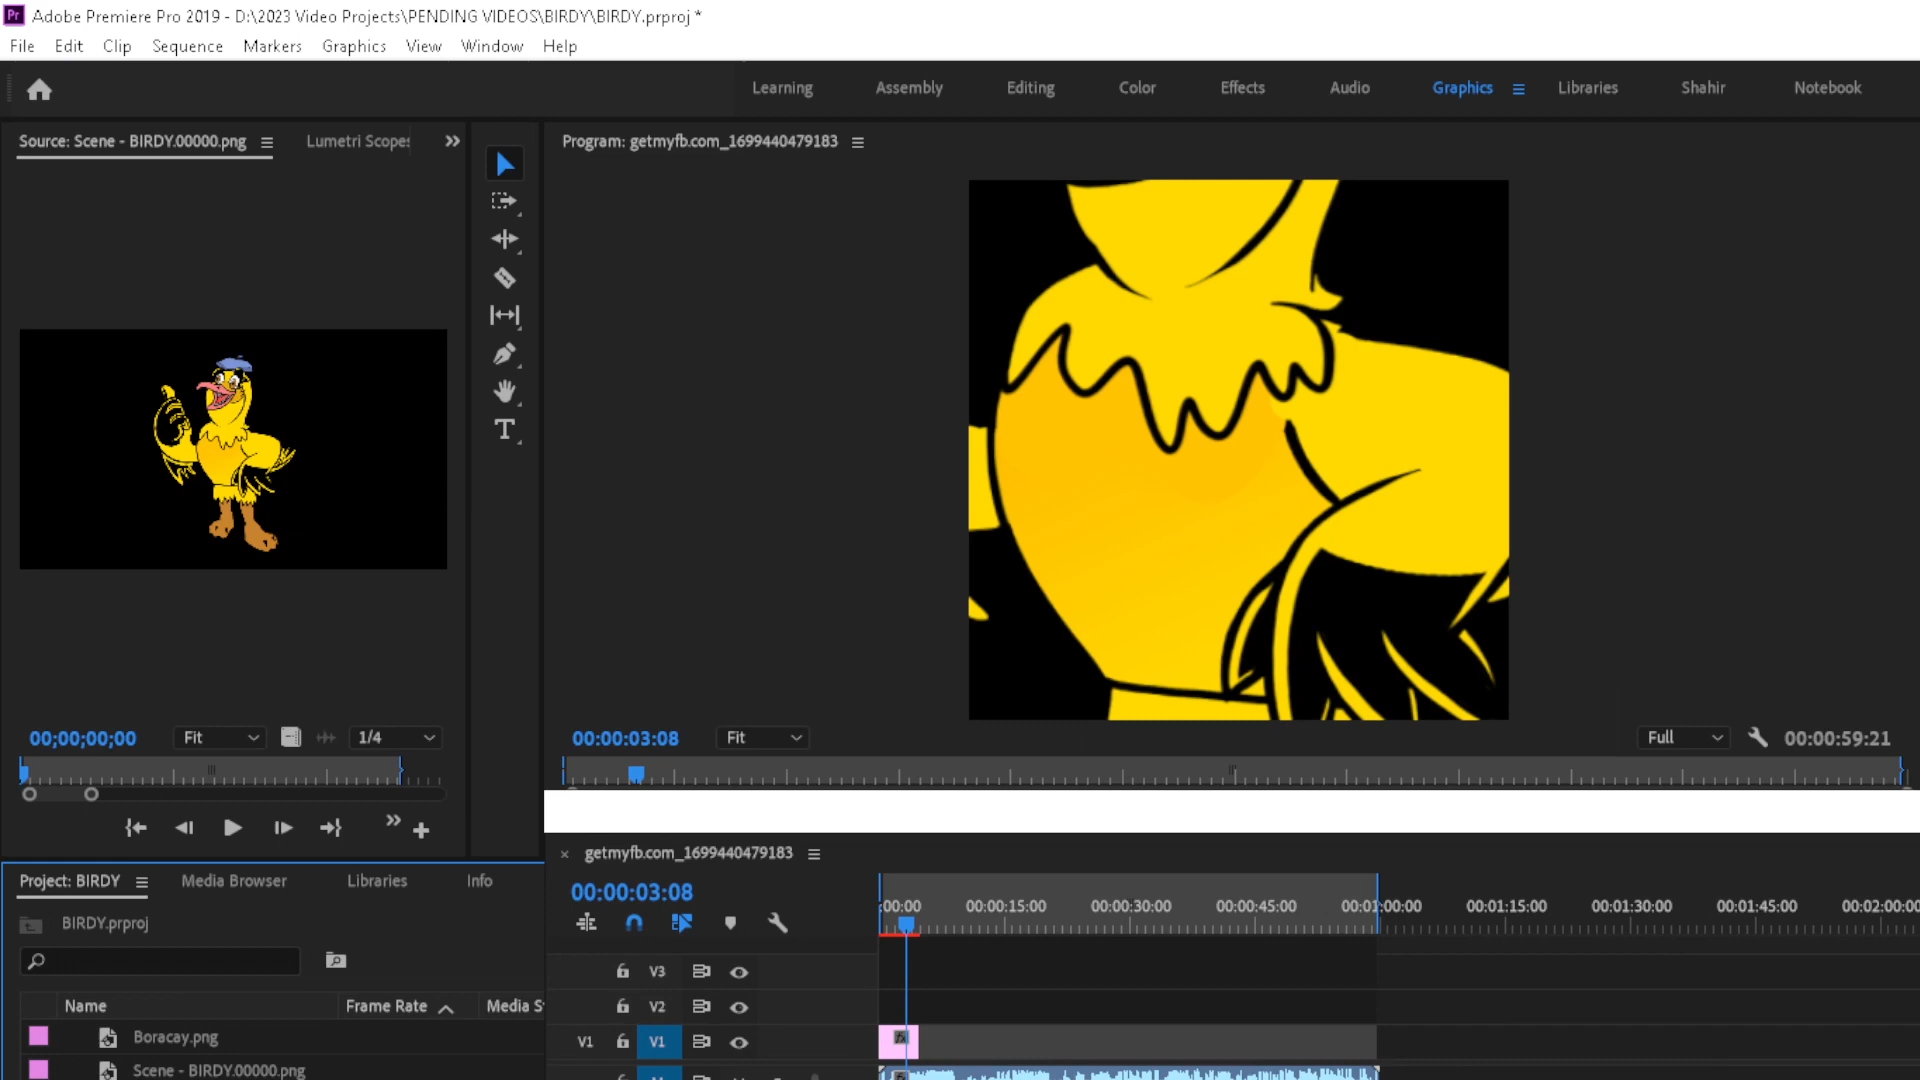 Pr Adobe Premiere Pro 2019 - D:\2023 Video Projects\PENDING VIDEOS\BIRDY\BIRDY.prproj *
File Edit Clip Sequence Markers Graphics View Window Help
Learning Assembly Editing Color Effects Audio Graphics Libraries Shahir Notebook
Source: Scene - BIRDY.00000.png Lumetri Scopes
Program: getmyfb.com_1699440479183
T
00;00;00;00 Fit 1/4
00:00:03:08 Fit Full 00:00:59:21
getmyfb.com_1699440479183
Project: BIRDY Media Browser Libraries Info
00:00:03:08
:00:00 00:00:15:00 00:00:30:00 00:00:45:00 00:01:00:00 00:01:15:00 00:01:30:00 00:01:45:00 00:02:00:00
BIRDY.prproj
V3
V2
Name Frame Rate Media S
V1 V1 fx
Boracay.png
Scene - BIRDY.00000.png